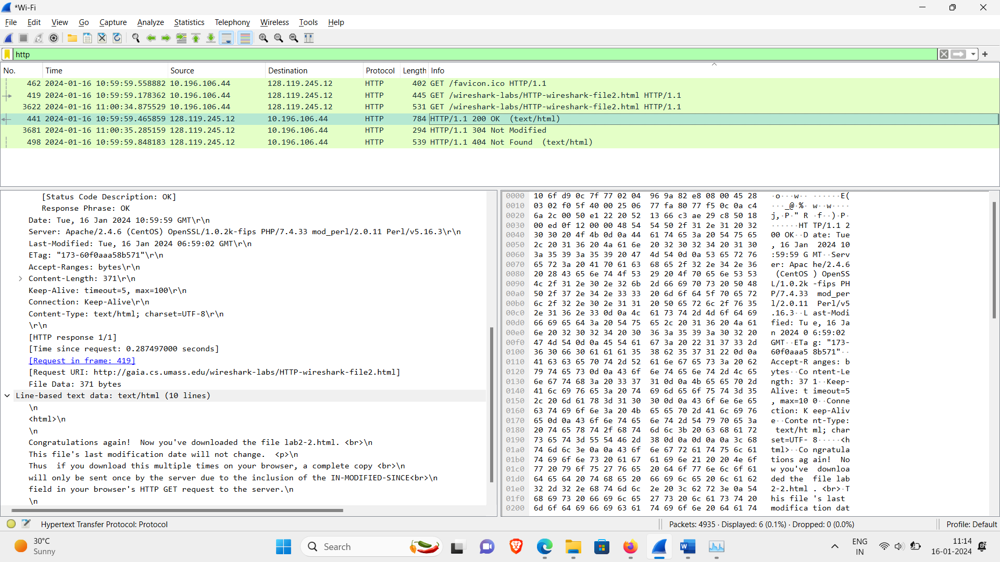 *Wi-Fi
File Edit View Go Capture Analyze Statistics Telephony Wireless Tools Help
http
No. Time Source Destination Protocol Length Info
462 2024-01-16 10:59:59.558882 10.196.106.44 128.119.245.12 HTTP 402 GET /favicon.ico HTTP/1.1
419 2024-01-16 10:59:59.178362 10.196.106.44 128.119.245.12 HTTP 445 GET /wireshark-labs/HTTP-wireshark-file2.html HTTP/1.1
3622 2024-01-16 11:00:34.875529 10.196.106.44 128.119.245.12 HTTP 531 GET /wireshark-labs/HTTP-wireshark-file2.html HTTP/1.1
441 2024-01-16 10:59:59.465859 128.119.245.12 10.196.106.44 HTTP 784 HTTP/1.1 200 OK (text/html)
3681 2024-01-16 11:00:35.285159 128.119.245.12 10.196.106.44 HTTP 294 HTTP/1.1 304 Not Modified
498 2024-01-16 10:59:59.848183 128.119.245.12 10.196.106.44 HTTP 539 HTTP/1.1 404 Not Found (text/html)
[Status Code Description: OK]
Response Phrase: OK
Date: Tue, 16 Jan 2024 10:59:59 GMT\r\n
Server: Apache/2.4.6 (CentOS) OpenSSL/1.0.2k-fips PHP/7.4.33 mod_perl/2.0.11 Perl/v5.16.3\r\n
Last-Modified: Tue, 16 Jan 2024 06:59:02 GMT\r\n
ETag: "173-60f0aaa58b571"\r\n
Accept-Ranges: bytes\r\n
Content-Length: 371\r\n
Keep-Alive: timeout=5, max=100\r\n
Connection: Keep-Alive\r\n
Content-Type: text/html; charset=UTF-8\r\n
\r\n
[HTTP response 1/1]
[Time since request: 0.287497000 seconds]
[Request in frame: 419]
[Request URI: http://gaia.cs.umass.edu/wireshark-labs/HTTP-wireshark-file2.html]
File Data: 371 bytes
Line-based text data: text/html (10 lines)
\n
<html>\n
\n
Congratulations again!  Now you've downloaded the file lab2-2.html. <br>\n
This file's last modification date will not change.  <p>\n
Thus  if you download this multiple times on your browser, a complete copy <br>\n
will only be sent once by the server due to the inclusion of the IN-MODIFIED-SINCE<br>\n
field in your browser's HTTP GET request to the server.\n
\n
0000 10 6f d9 0c 7f 77 02 04 96 9a 82 e8 08 00 45 28 ·o···w·· ······E(
0010 03 02 f0 5f 40 00 25 06 77 fa 80 77 f5 0c 0a c4 ···_@·%· w··w····
0020 6a 2c 00 50 e1 22 20 52 13 66 c3 ae 29 c8 50 18 j,·P·" R ·f··)·P·
0030 00 ed 0f 12 00 00 48 54 54 50 2f 31 2e 31 20 32 ······HT TP/1.1 2
0040 30 30 20 4f 4b 0d 0a 44 61 74 65 3a 20 54 75 65 00 OK··D ate: Tue
0050 2c 20 31 36 20 4a 61 6e 20 32 30 32 34 20 31 30 , 16 Jan 2024 10
0060 3a 35 39 3a 35 39 20 47 4d 54 0d 0a 53 65 72 76 :59:59 G MT··Serv
0070 65 72 3a 20 41 70 61 63 68 65 2f 32 2e 34 2e 36 er: Apac he/2.4.6
0080 20 28 43 65 6e 74 4f 53 29 20 4f 70 65 6e 53 53 (CentOS ) OpenSS
0090 4c 2f 31 2e 30 2e 32 6b 2d 66 69 70 73 20 50 48 L/1.0.2k -fips PH
00a0 50 2f 37 2e 34 2e 33 33 20 6d 6f 64 5f 70 65 72 P/7.4.33 mod_per
00b0 6c 2f 32 2e 30 2e 31 31 20 50 65 72 6c 2f 76 35 l/2.0.11 Perl/v5
00c0 2e 31 36 2e 33 0d 0a 4c 61 73 74 2d 4d 6f 64 69 .16.3··L ast-Modi
00d0 66 69 65 64 3a 20 54 75 65 2c 20 31 36 20 4a 61 fied: Tu e, 16 Ja
00e0 6e 20 32 30 32 34 20 30 36 3a 35 39 3a 30 32 20 n 2024 0 6:59:02
00f0 47 4d 54 0d 0a 45 54 61 67 3a 20 22 31 37 33 2d GMT··ETa g: "173-
0100 36 30 66 30 61 61 61 35 38 62 35 37 31 22 0d 0a 60f0aaa5 8b571"··
0110 41 63 63 65 70 74 2d 52 61 6e 67 65 73 3a 20 62 Accept-R anges: b
0120 79 74 65 73 0d 0a 43 6f 6e 74 65 6e 74 2d 4c 65 ytes··Co ntent-Le
0130 6e 67 74 68 3a 20 33 37 31 0d 0a 4b 65 65 70 2d ngth: 37 1··Keep-
0140 41 6c 69 76 65 3a 20 74 69 6d 65 6f 75 74 3d 35 Alive: t imeout=5
0150 2c 20 6d 61 78 3d 31 30 30 0d 0a 43 6f 6e 6e 65 , max=10 0··Conne
0160 63 74 69 6f 6e 3a 20 4b 65 65 70 2d 41 6c 69 76 ction: K eep-Aliv
0170 65 0d 0a 43 6f 6e 74 65 6e 74 2d 54 79 70 65 3a e··Conte nt-Type:
0180 20 74 65 78 74 2f 68 74 6d 6c 3b 20 63 68 61 72 text/ht ml; char
0190 73 65 74 3d 55 54 46 2d 38 0d 0a 0d 0a 0a 3c 68 set=UTF- 8·····<h
01a0 74 6d 6c 3e 0a 0a 43 6f 6e 67 72 61 74 75 6c 61 tml>··Co ngratula
01b0 74 69 6f 6e 73 20 61 67 61 69 6e 21 20 20 4e 6f tions ag ain!  No
01c0 77 20 79 6f 75 27 76 65 20 64 6f 77 6e 6c 6f 61 w you've downloa
01d0 64 65 64 20 74 68 65 20 66 69 6c 65 20 6c 61 62 ded the file lab
01e0 32 2d 32 2e 68 74 6d 6c 2e 20 3c 62 72 3e 0a 54 2-2.html . <br>·T
01f0 68 69 73 20 66 69 6c 65 27 73 20 6c 61 73 74 20 his file 's last
0200 6d 6f 64 69 66 69 63 61 74 69 6f 6e 20 64 61 74 modifica tion dat
Hypertext Transfer Protocol: Protocol
Packets: 4935 · Displayed: 6 (0.1%) · Dropped: 0 (0.0%)
Profile: Default
30°C
Sunny
Search
ENG
IN
11:14
16-01-2024